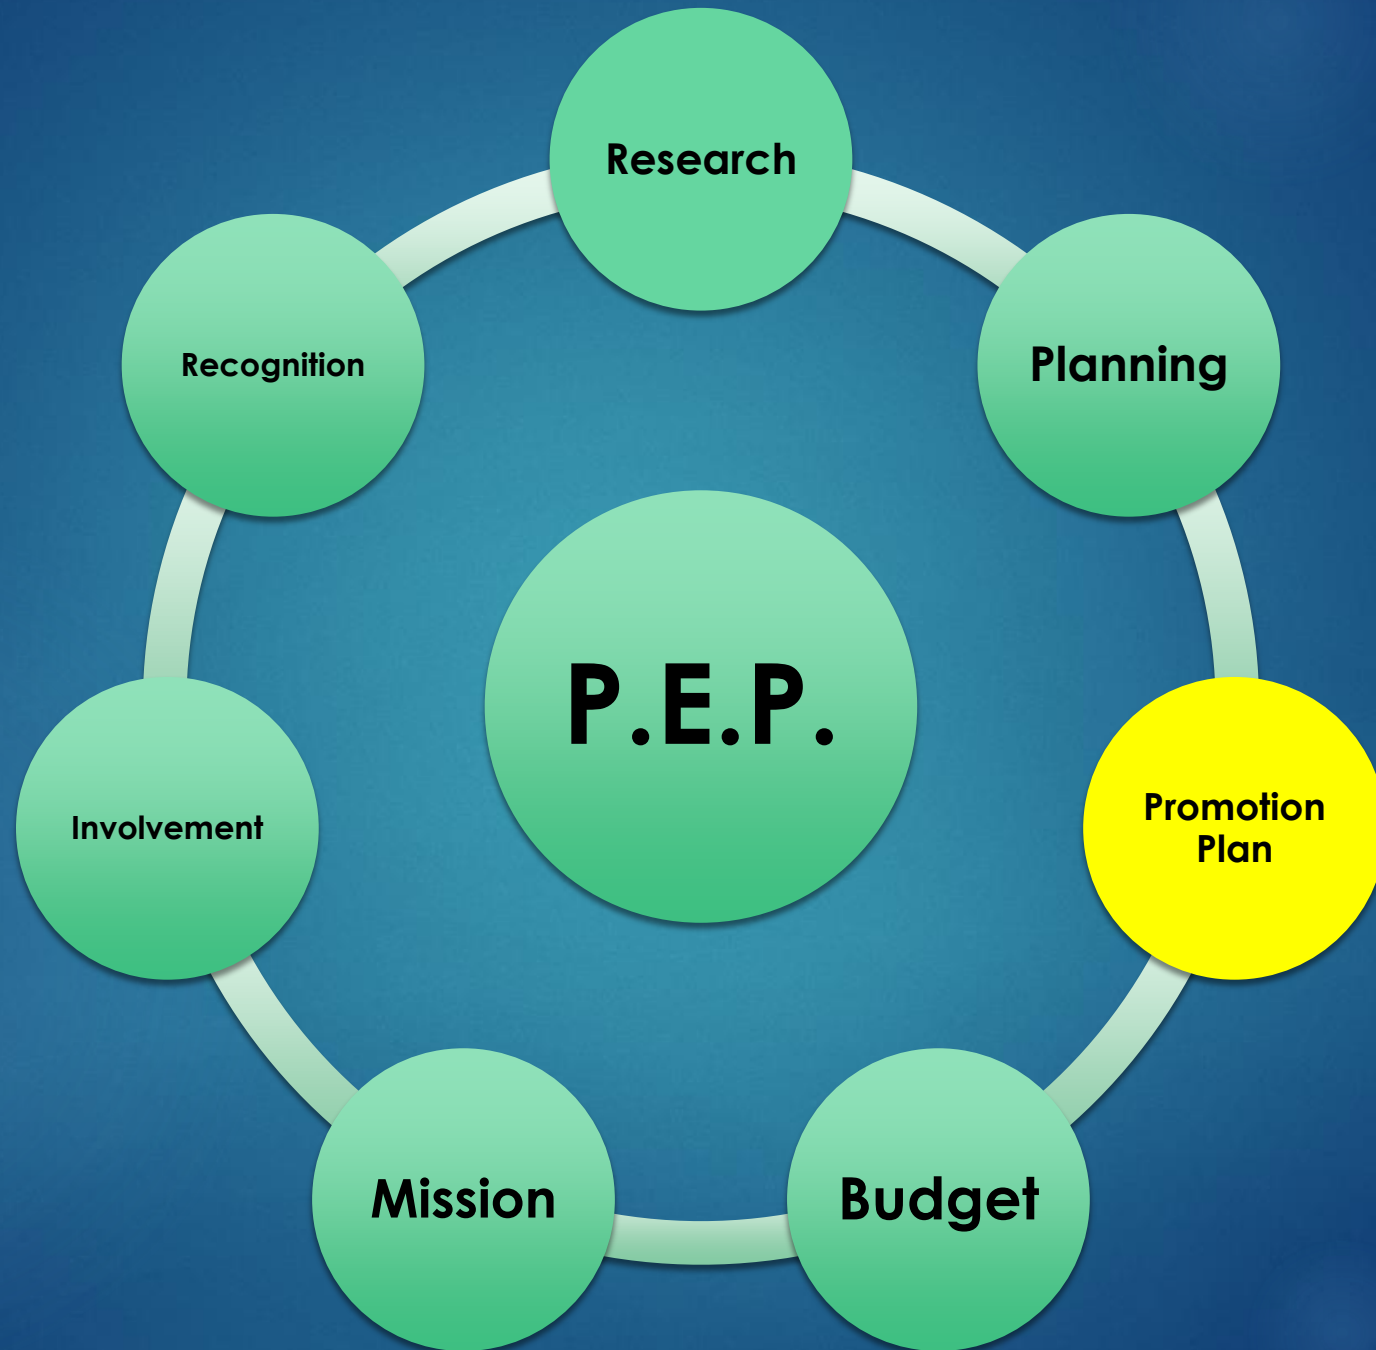 Research
Planning
Promotion
Plan
Budget
Mission
Involvement
Recognition
P.E.P.